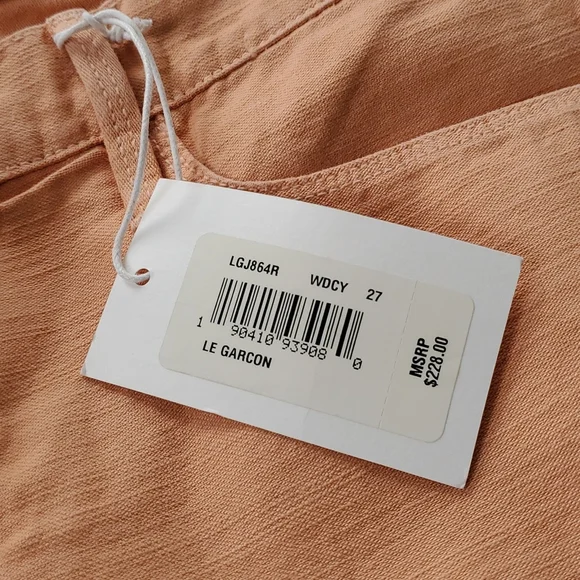 LGJ864R WDCY 27
1 90410 93908 0
LE GARCON
MSRP
$228.00